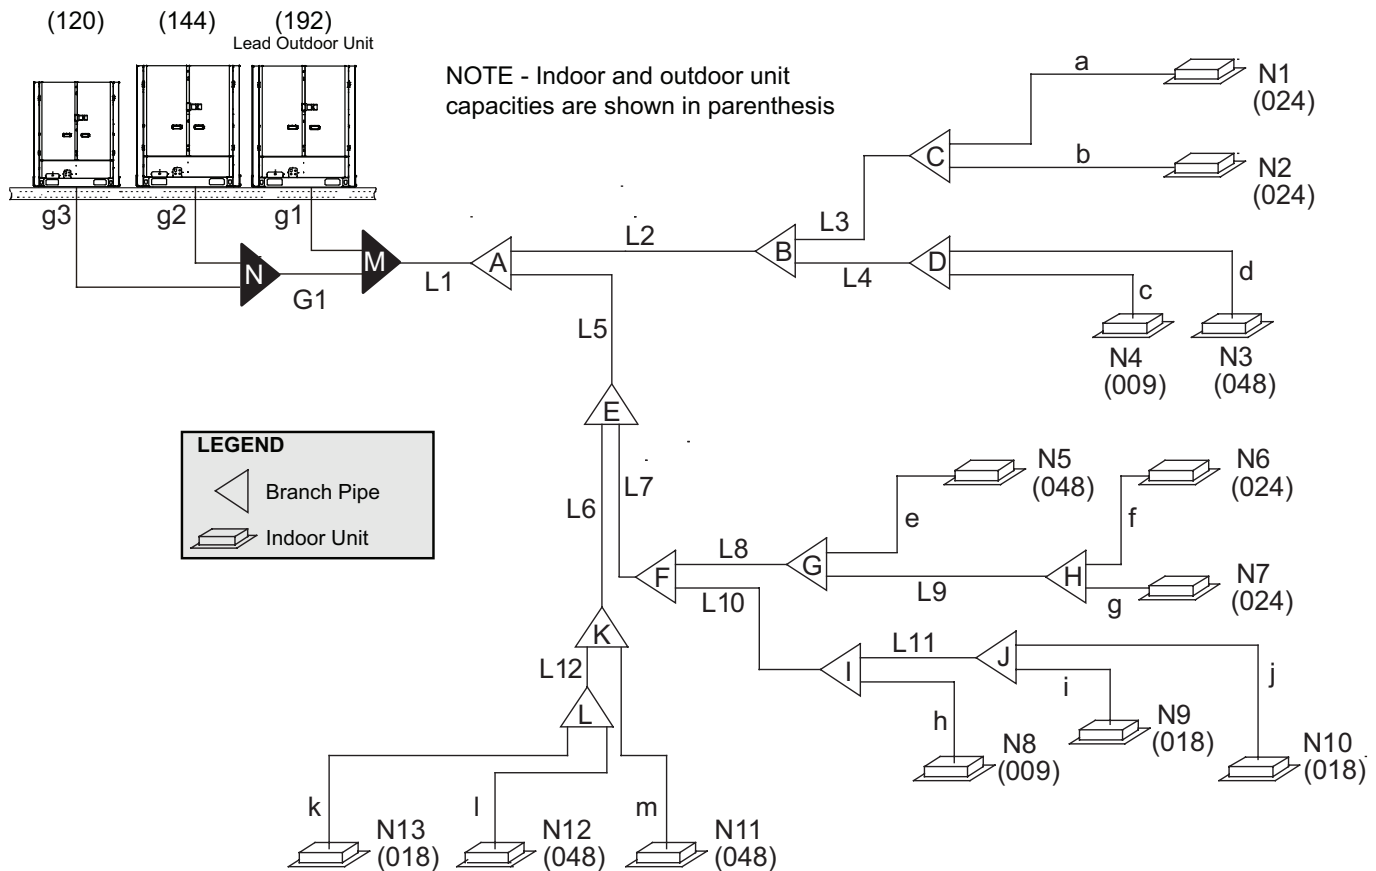 (120)
(144)
(192)
Lead Outdoor Unit
NOTE - Indoor and outdoor unit
capacities are shown in parenthesis
a
N1
(024)
C
b
N2
(024)
g3
g2
g1
L3
L2
B
M
A
D
N
L1
L4
d
G1
c
L5
N4
(009)
N3
(048)
E
LEGEND
Branch Pipe
Indoor Unit
L7
L6
N5
(048)
N6
(024)
e
f
L8
G
F
H
L10
L9
g
N7
(024)
K
L11
J
L12
I
i
j
L
h
N9
(018)
N8
(009)
N10
(018)
k
l
m
N13
(018)
N12
(048)
N11
(048)